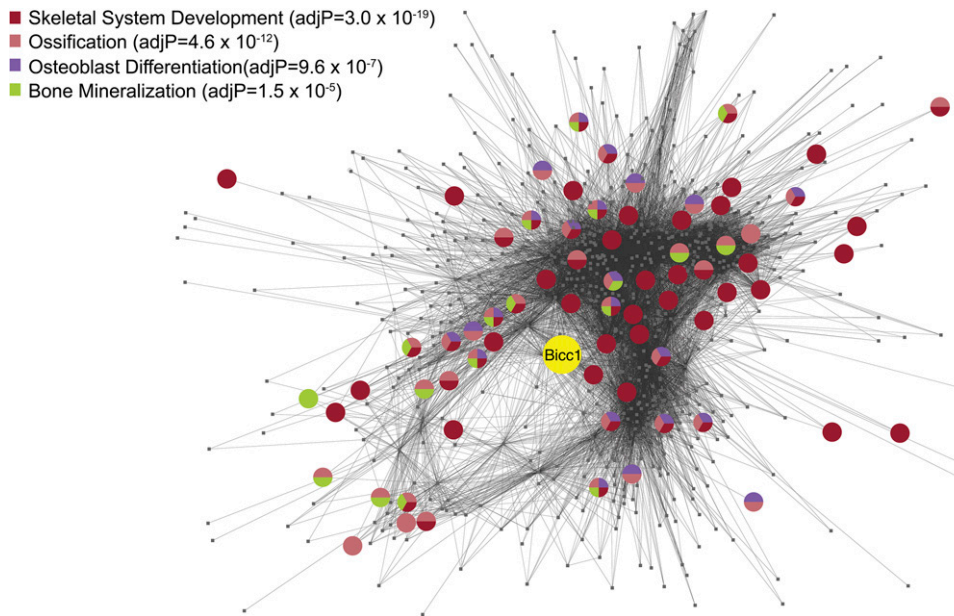 Skeletal System Development (adjP=3.0 x 10⁻¹⁹)
Ossification (adjP=4.6 x 10⁻¹²)
Osteoblast Differentiation(adjP=9.6 x 10⁻⁷)
Bone Mineralization (adjP=1.5 x 10⁻⁵)
Bicc1